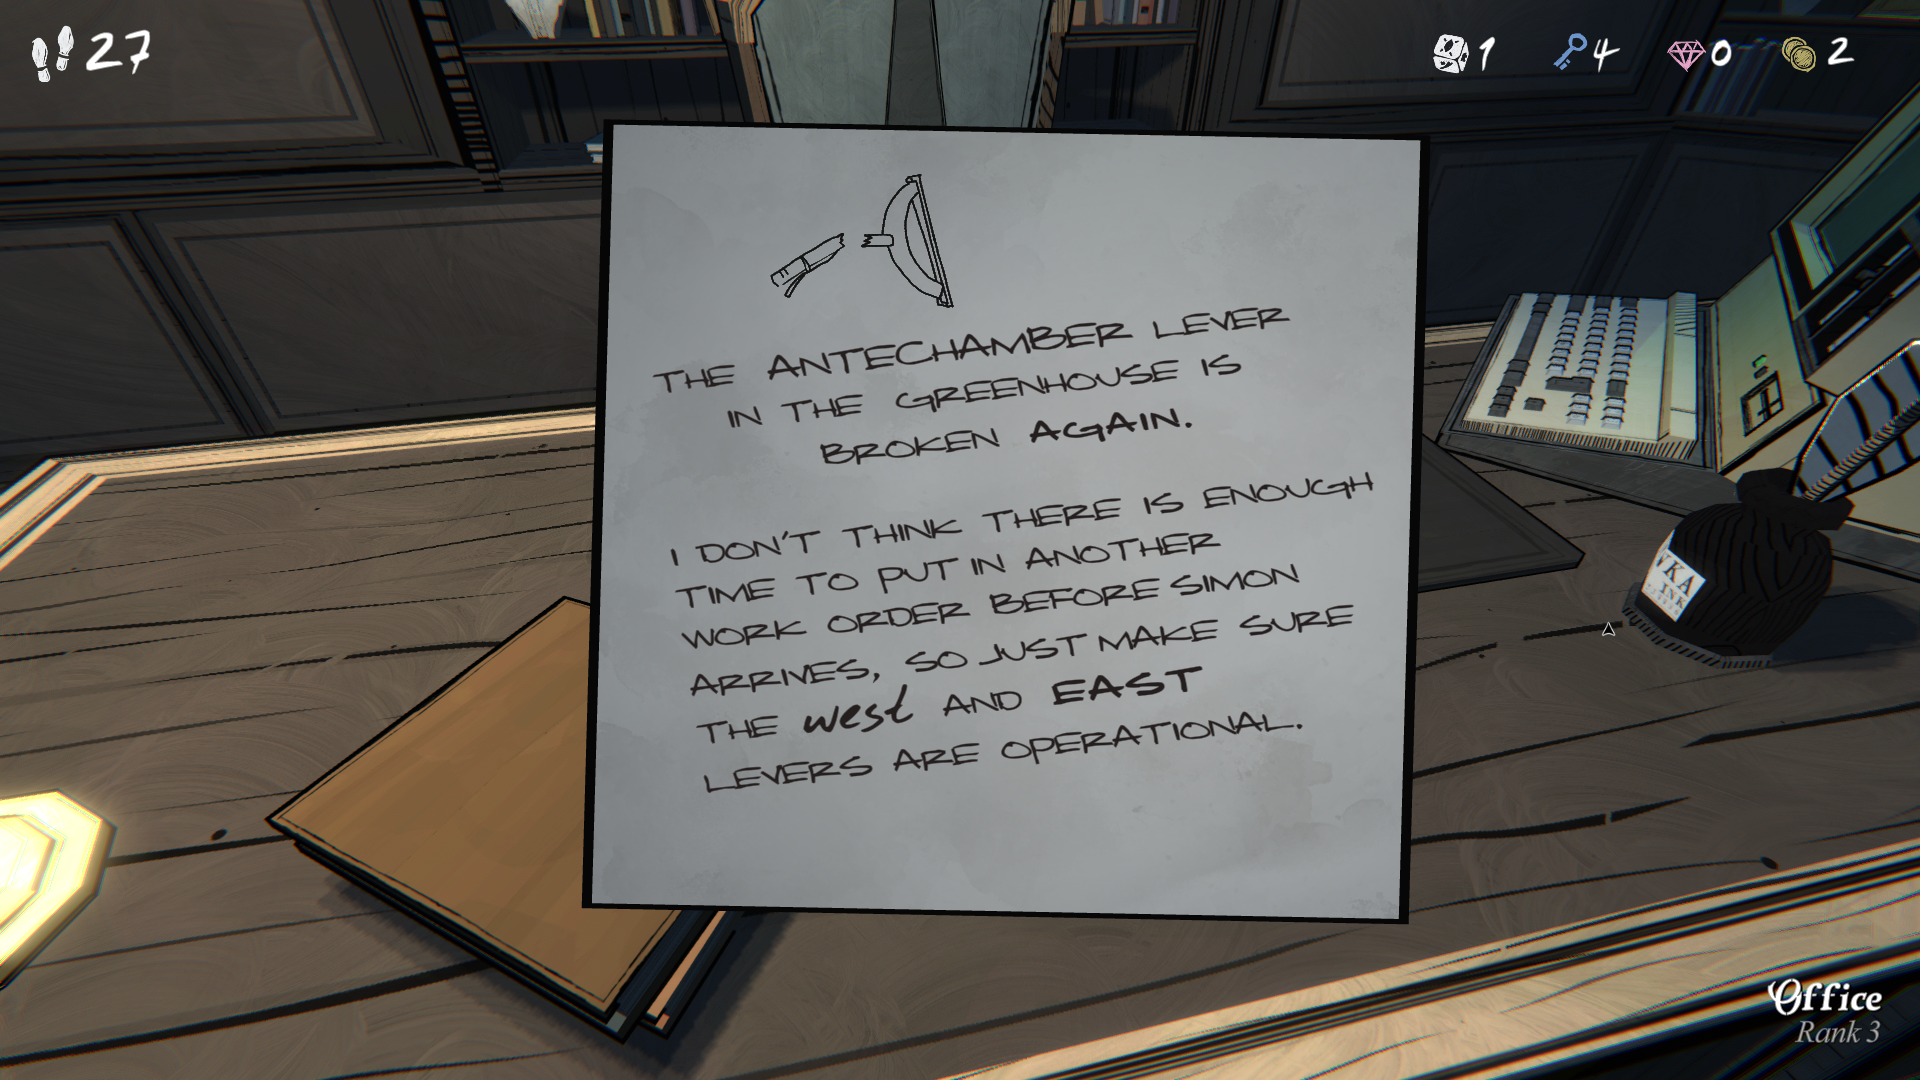 27
1
4
0
2
THE ANTECHAMBER LEVER
IN THE GREENHOUSE IS
BROKEN AGAIN.
I DON'T THINK THERE IS ENOUGH
TIME TO PUT IN ANOTHER
WORK ORDER BEFORE SIMON
ARRIVES, SO JUST MAKE SURE
THE west AND EAST
LEVERS ARE OPERATIONAL.
INK
Office
Rank 3